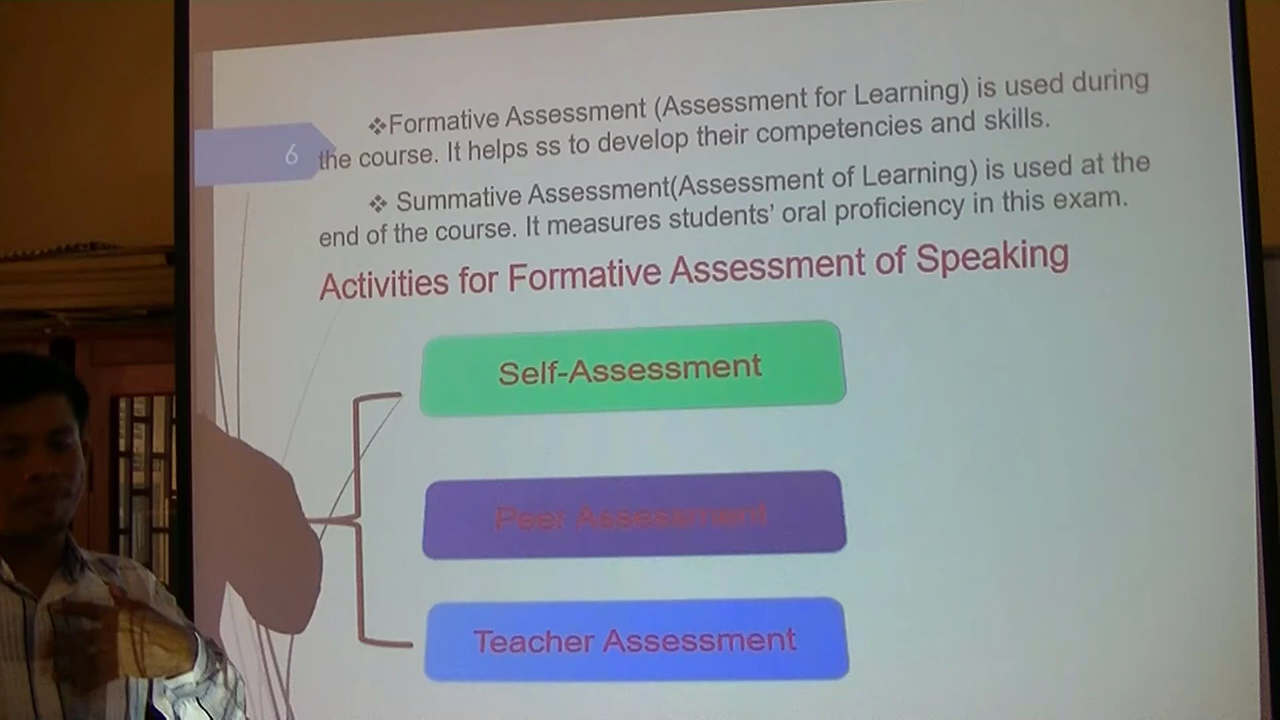 ❖Formative Assessment (Assessment for Learning) is used during
6 the course. It helps ss to develop their competencies and skills.
❖ Summative Assessment(Assessment of Learning) is used at the
end of the course. It measures students’ oral proficiency in this exam.
Activities for Formative Assessment of Speaking
Self-Assessment
Peer Assessment
Teacher Assessment